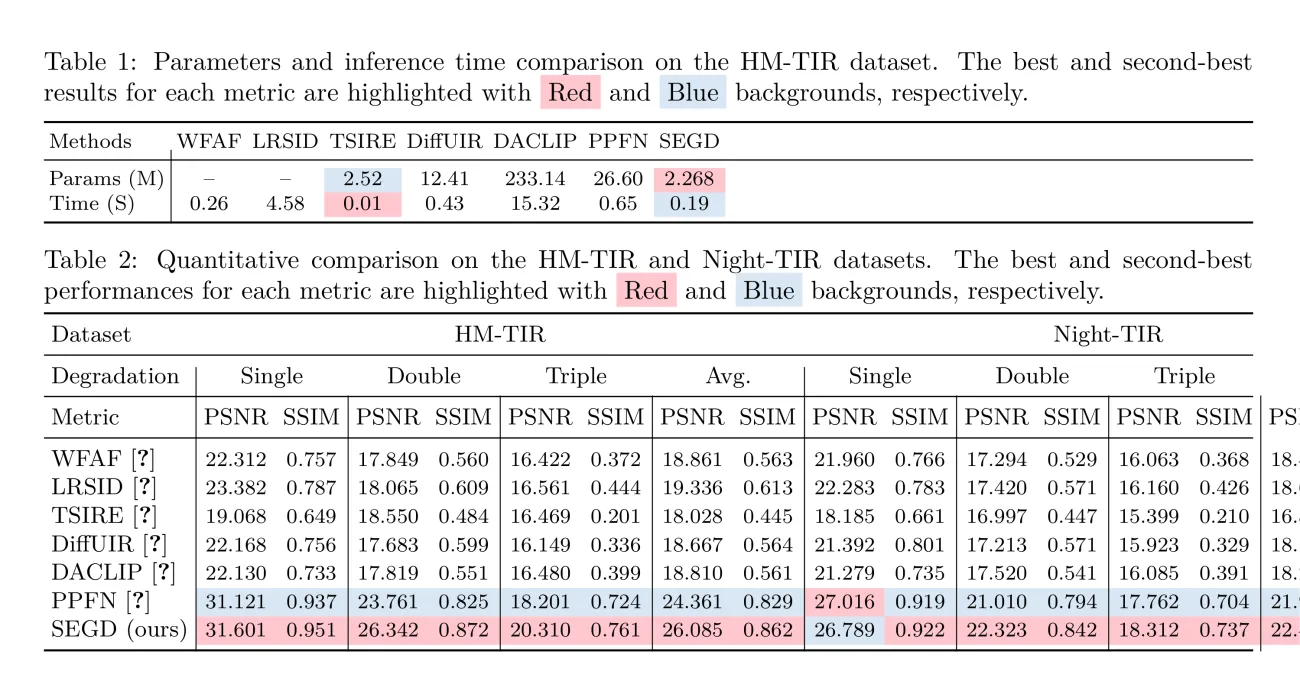 Table 1: Parameters and inference time comparison on the HM-TIR dataset. The best and second-best
results for each metric are highlighted with Red and Blue backgrounds, respectively.
Methods WFAF LRSID TSIRE DiffUIR DACLIP PPFN SEGD
Params (M) – – 2.52 12.41 233.14 26.60 2.268
Time (S) 0.26 4.58 0.01 0.43 15.32 0.65 0.19
Table 2: Quantitative comparison on the HM-TIR and Night-TIR datasets. The best and second-best
performances for each metric are highlighted with Red and Blue backgrounds, respectively.
Dataset HM-TIR Night-TIR
Degradation Single Double Triple Avg. Single Double Triple
Metric PSNR SSIM PSNR SSIM PSNR SSIM PSNR SSIM PSNR SSIM PSNR SSIM PSNR SSIM
WFAF [?] 22.312 0.757 17.849 0.560 16.422 0.372 18.861 0.563 21.960 0.766 17.294 0.529 16.063 0.368
LRSID [?] 23.382 0.787 18.065 0.609 16.561 0.444 19.336 0.613 22.283 0.783 17.420 0.571 16.160 0.426
TSIRE [?] 19.068 0.649 18.550 0.484 16.469 0.201 18.028 0.445 18.185 0.661 16.997 0.447 15.399 0.210
DiffUIR [?] 22.168 0.756 17.683 0.599 16.149 0.336 18.667 0.564 21.392 0.801 17.213 0.571 15.923 0.329
DACLIP [?] 22.130 0.733 17.819 0.551 16.480 0.399 18.810 0.561 21.279 0.735 17.520 0.541 16.085 0.391
PPFN [?] 31.121 0.937 23.761 0.825 18.201 0.724 24.361 0.829 27.016 0.919 21.010 0.794 17.762 0.704
SEGD (ours) 31.601 0.951 26.342 0.872 20.310 0.761 26.085 0.862 26.789 0.922 22.323 0.842 18.312 0.737